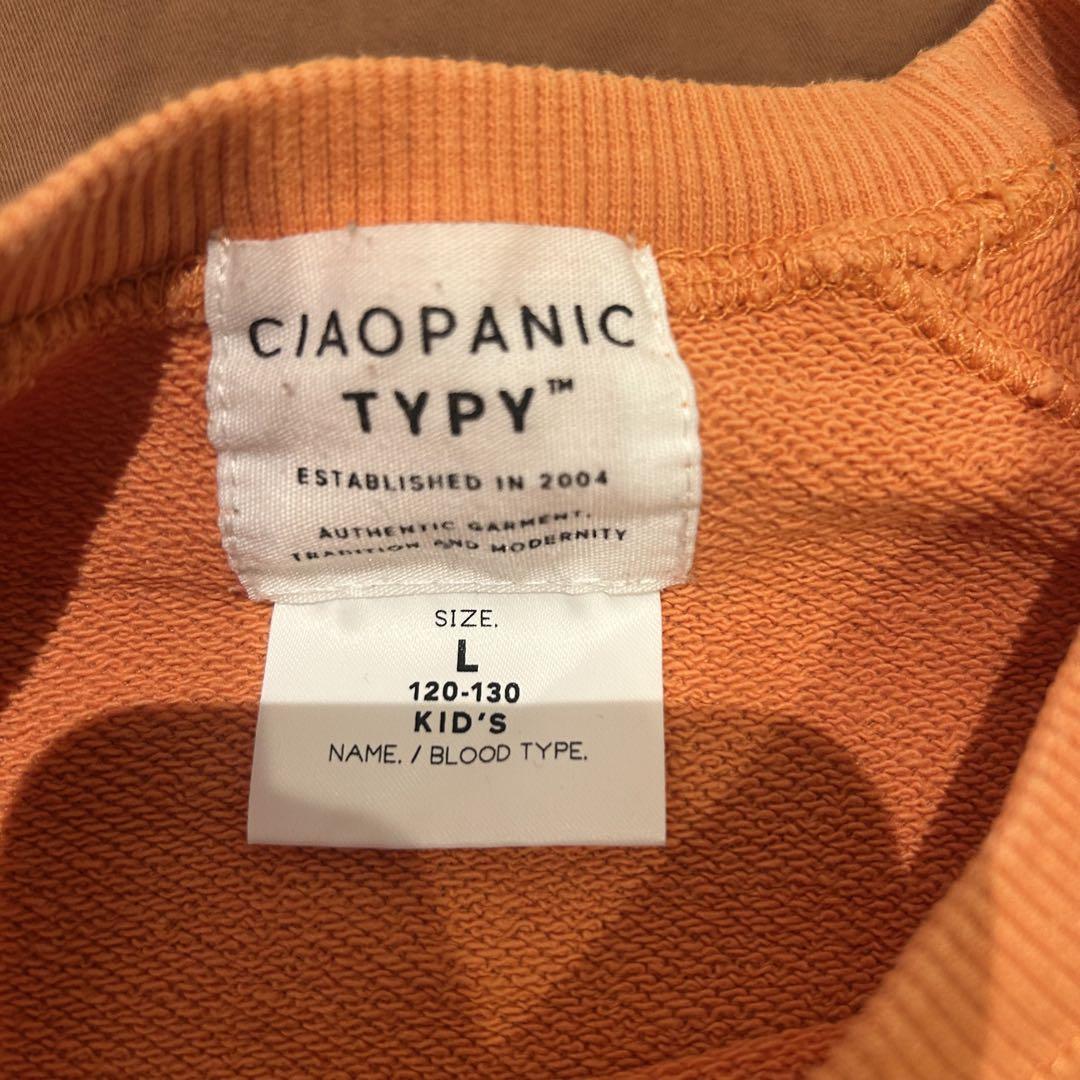 CIAOPANIC
TYPY™
ESTABLISHED IN 2004
AUTHENTIC GARMENT,
TRADITION AND MODERNITY
SIZE.
L
120-130
KID'S
NAME. / BLOOD TYPE.